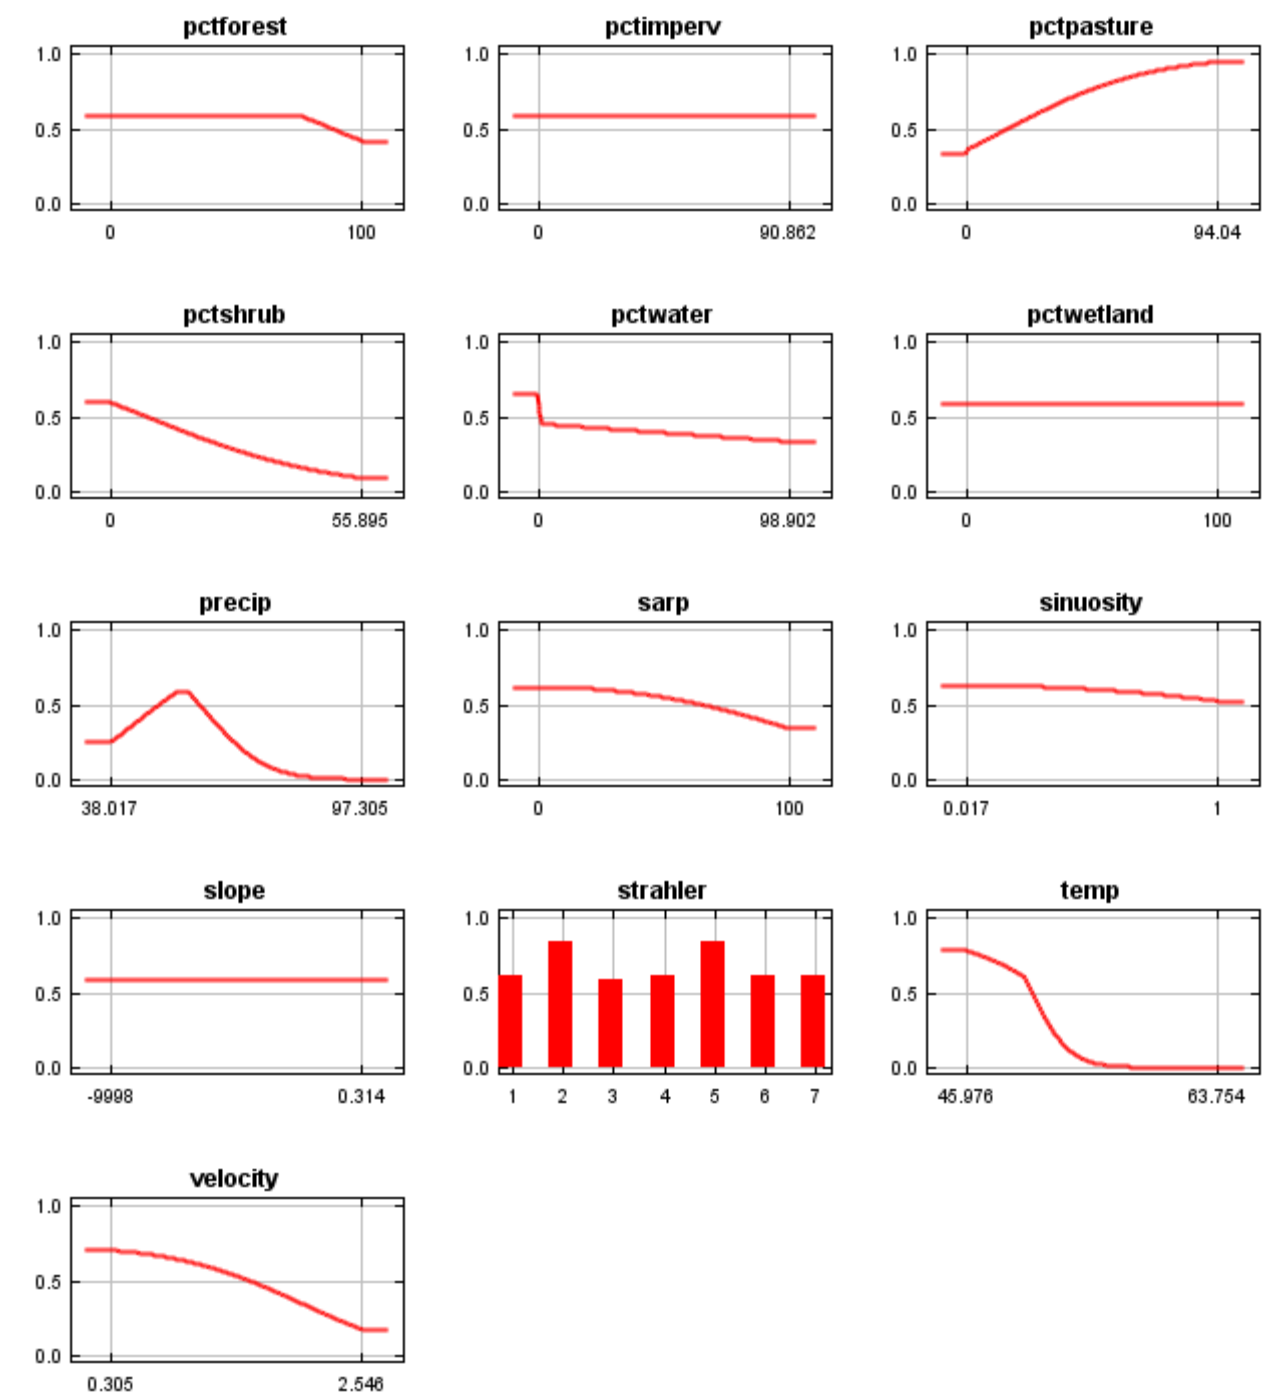 pctforest pctimperv pctpasture
1.0 1.0 1.0
0.5 0.5 0.5
0.0 0.0 0.0
0 100 0 90.862 0 94.04
pctshrub pctwater pctwetland
1.0 1.0 1.0
0.5 0.5 0.5
0.0 0.0 0.0
0 55.895 0 98.902 0 100
precip sarp sinuosity
1.0 1.0 1.0
0.5 0.5 0.5
0.0 0.0 0.0
38.017 97.305 0 100 0.017 1
slope strahler temp
1.0 1.0 1.0
0.5 0.5 0.5
0.0 0.0 0.0
-9998 0.314 1 2 3 4 5 6 7 45.976 63.754
velocity
1.0
0.5
0.0
0.305 2.546